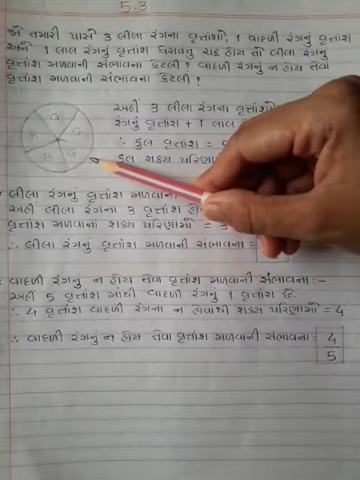 5.3
જો તમારી પાસે 3 લીલા રંગના વૃત્તાંશો, 1 વાદળી રંગનું વૃત્તાંશ
અને 1 લાલ રંગનું વૃત્તાંશ ધરાવતું ચક્ર હોય તો લીલા રંગનું
વૃત્તાંશ મળવાની સંભાવના કેટલી? વાદળી રંગનું ન હોય તેવા
વૃત્તાંશ મળવાની સંભાવના કેટલી?
G
G
G
R
B
અહીં 3 લીલા રંગના વૃત્તાંશો
રંગનું વૃત્તાંશ + 1 લાલ
∴ કુલ વૃત્તાંશ =
કુલ શક્ય પરિણામ
લીલા રંગનું વૃત્તાંશ મળવા
અહીં લીલા રંગના 3 વૃત્તાંશ
વૃત્તાંશના શક્ય પરિણામો = 3
∴ લીલા રંગનું વૃત્તાંશ મળવાની સંભાવના =
વાદળી રંગનું ન હોય તેવા વૃત્તાંશ મળવાની સંભાવના :-
અહીં 5 વૃત્તાંશ માંથી વાદળી રંગનું 1 વૃત્તાંશ છે.
∴ 4 વૃત્તાંશ વાદળી રંગના ન હોવાથી શક્ય પરિણામો = 4
∴ વાદળી રંગનું ન હોય તેવા વૃત્તાંશ મળવાની સંભાવના = 4/5